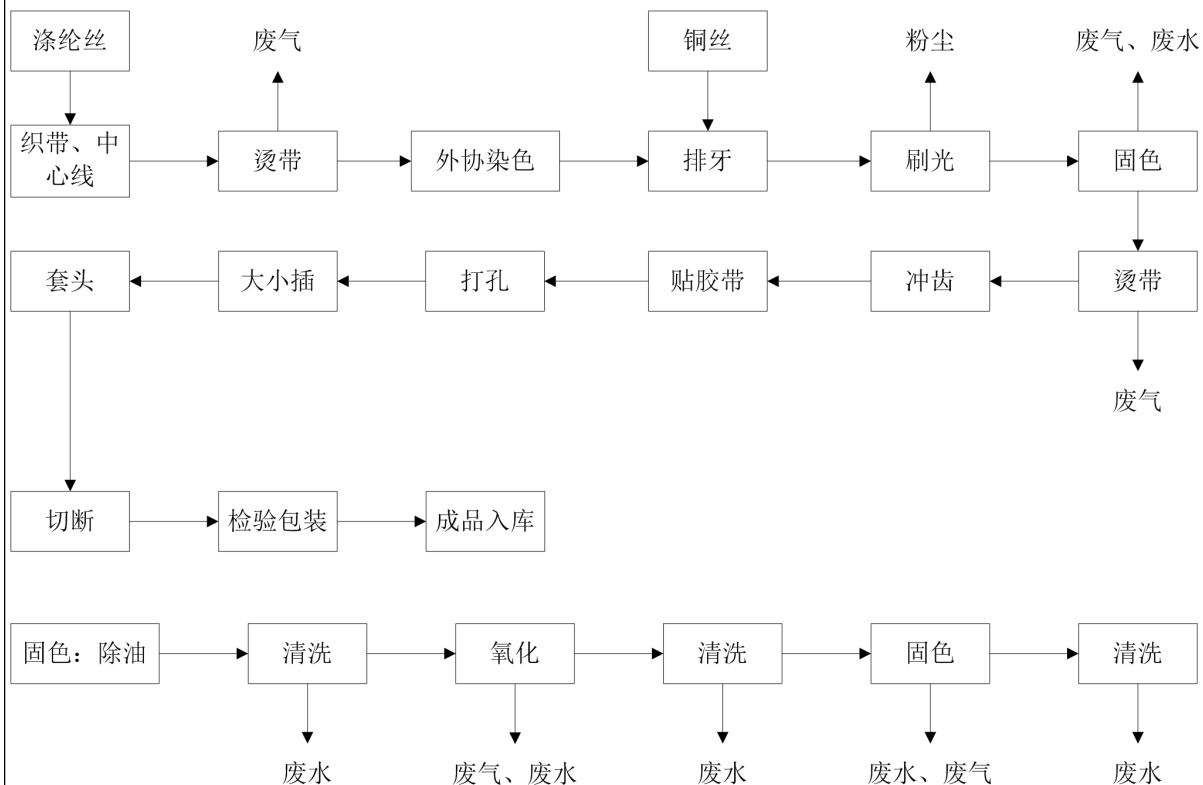 涤纶丝
废气
铜丝
粉尘
废气、废水
织带、中
心线
烫带
外协染色
排牙
刷光
固色
套头
大小插
打孔
贴胶带
冲齿
烫带
废气
切断
检验包装
成品入库
固色：除油
清洗
氧化
清洗
固色
清洗
废水
废气、废水
废水
废水、废气
废水